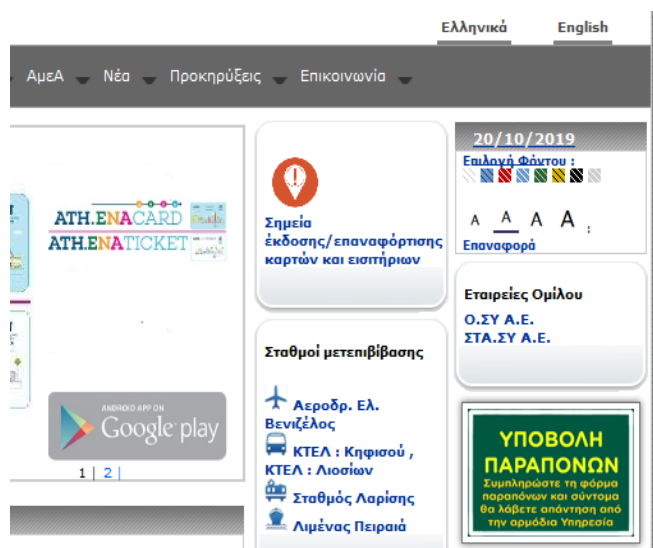 Ελληνικά English
ΑμεΑ Νέα Προκηρύξεις Επικοινωνία
ATH.ENACARD
ATH.ENATICKET
ANDROID APP ON
Google play
1 | 2 |
Σημεία
έκδοσης/επαναφόρτισης
καρτών και εισιτήριων
Σταθμοί μετεπιβίβασης
Αεροδρ. Ελ.
Βενιζέλος
ΚΤΕΛ : Κηφισού ,
ΚΤΕΛ : Λιοσίων
Σταθμός Λαρίσης
Λιμένας Πειραιά
20/10/2019
Επιλογή Φόντου :
A A A A :
Επαναφορά
Εταιρείες Ομίλου
Ο.ΣΥ Α.Ε.
ΣΤΑ.ΣΥ Α.Ε.
ΥΠΟΒΟΛΗ
ΠΑΡΑΠΟΝΩΝ
Συμπληρώστε τη φόρμα
παραπόνων και σύντομα
θα λάβετε απάντηση από
την αρμόδια Υπηρεσία